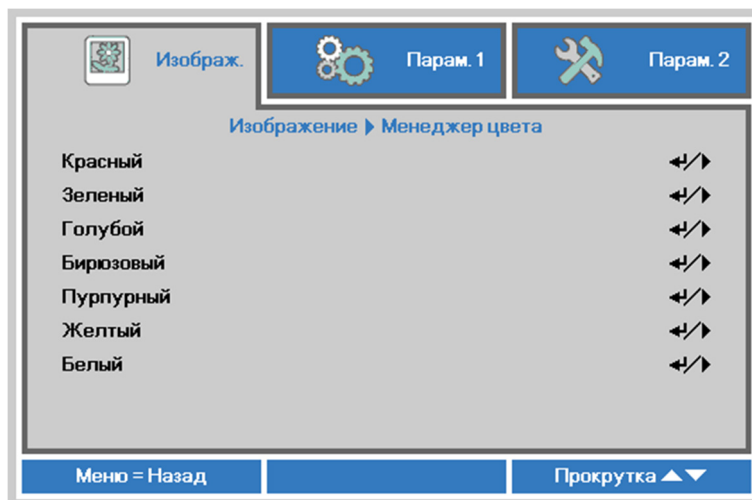 Изображ. Парам. 1 Парам. 2
Изображение ▶ Менеджер цвета
Красный ↵/▶
Зеленый ↵/▶
Голубой ↵/▶
Бирюзовый ↵/▶
Пурпурный ↵/▶
Желтый ↵/▶
Белый ↵/▶
Меню = Назад Прокрутка ▲▼